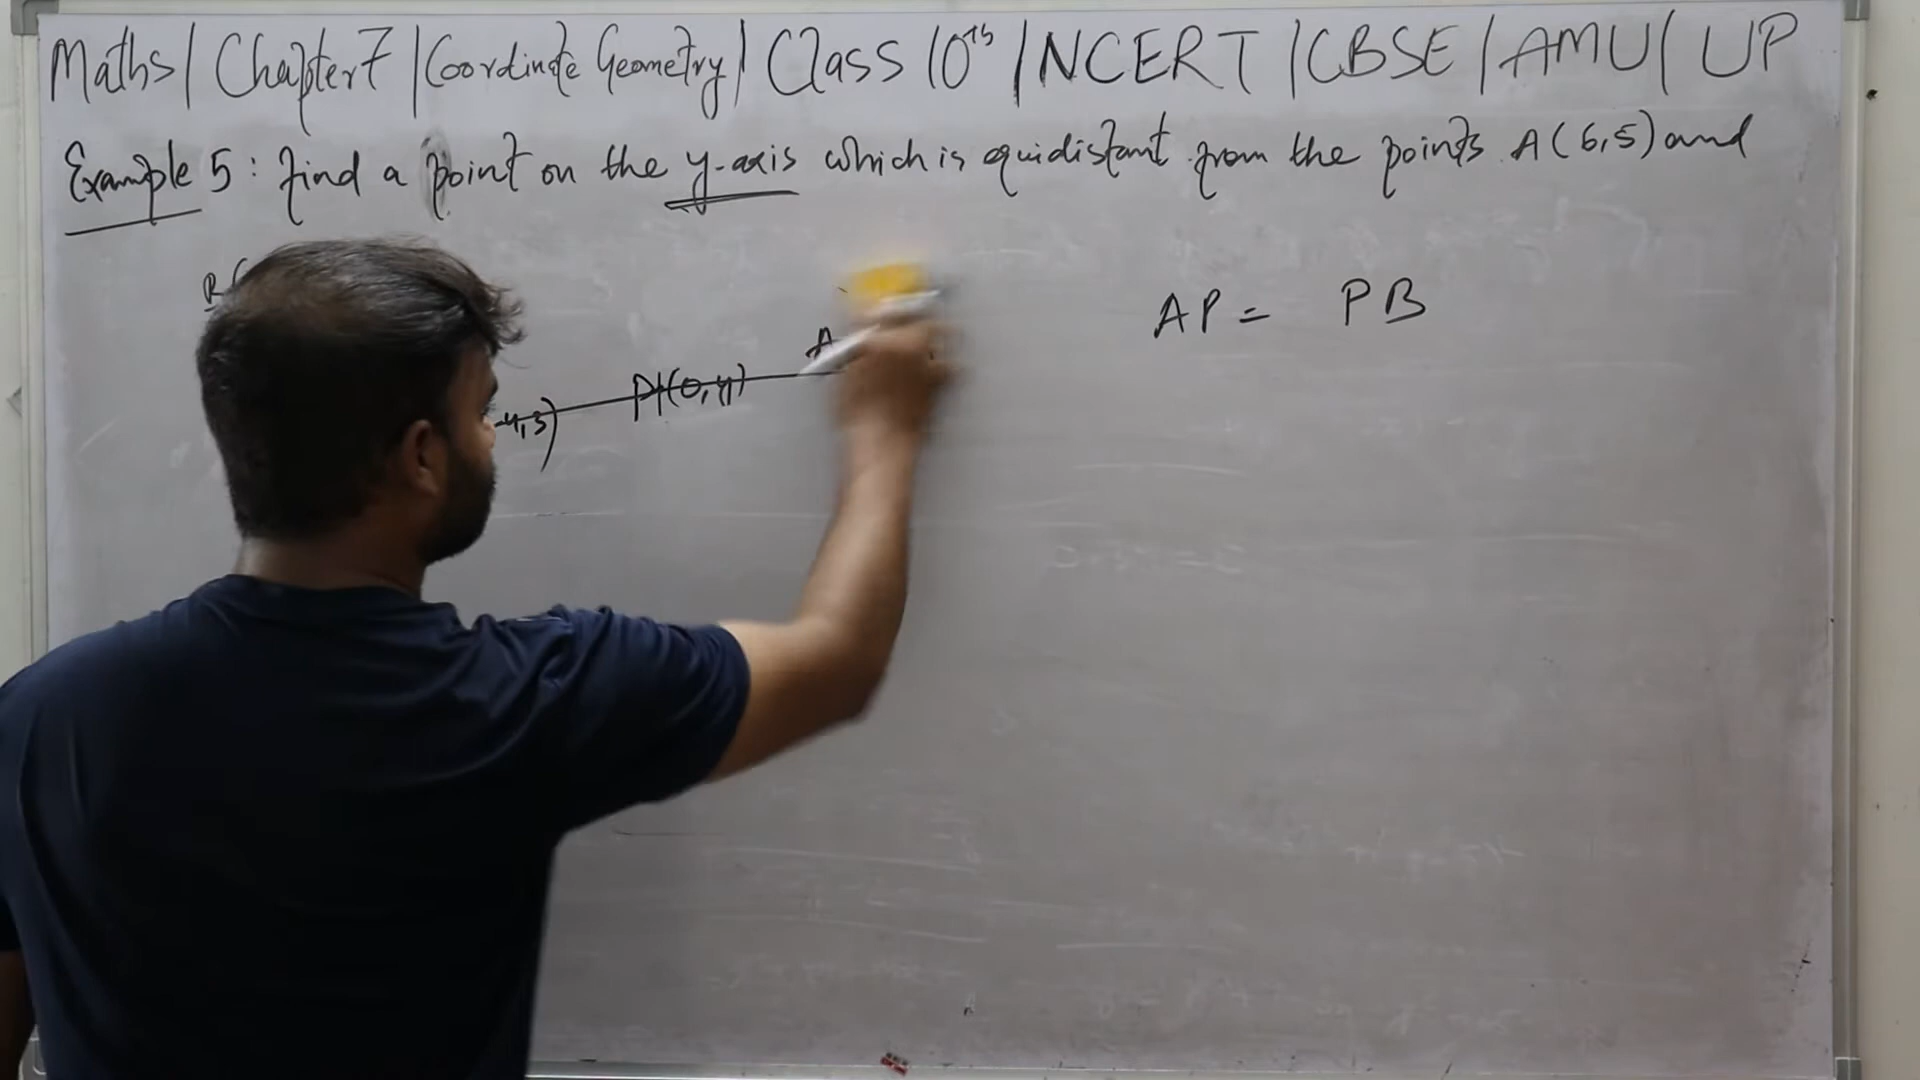 Maths / Chapter 7 / Coordinate Geometry / Class 10th / NCERT / CBSE / AMU / UP
Example 5: find a point on the y-axis which is equidistant from the points A(6,5) and
B(
AP = PB
A
P(0,y)
-4,3)